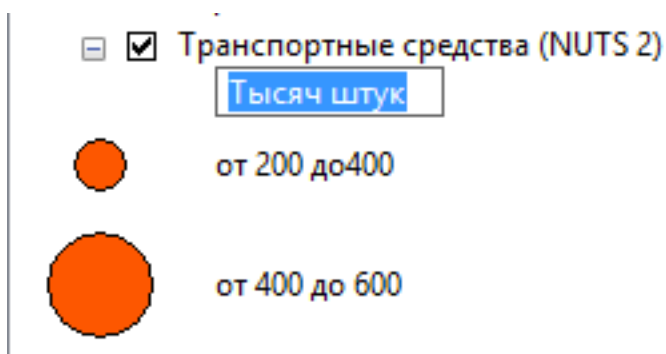 Транспортные средства (NUTS 2)
Тысяч штук
от 200 до400
от 400 до 600